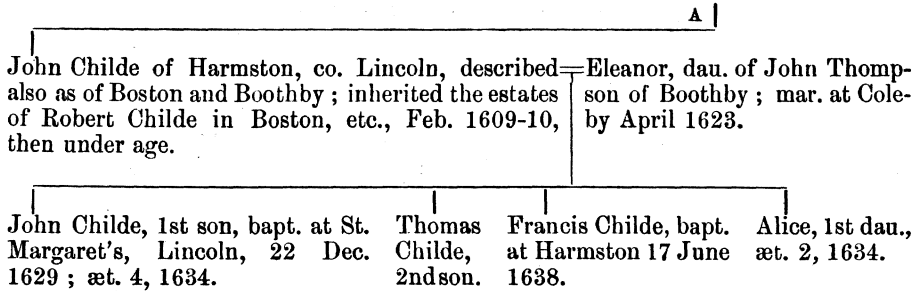 A
John Childe of Harmston, co. Lincoln, described
also as of Boston and Boothby ; inherited the estates
of Robert Childe in Boston, etc., Feb. 1609-10,
then under age.
Eleanor, dau. of John Thomp-
son of Boothby ; mar. at Cole-
by April 1623.
John Childe, 1st son, bapt. at St.
Margaret's, Lincoln, 22 Dec.
1629 ; æt. 4, 1634.
Thomas
Childe,
2nd son.
Francis Childe, bapt.
at Harmston 17 June
1638.
Alice, 1st dau.,
æt. 2, 1634.